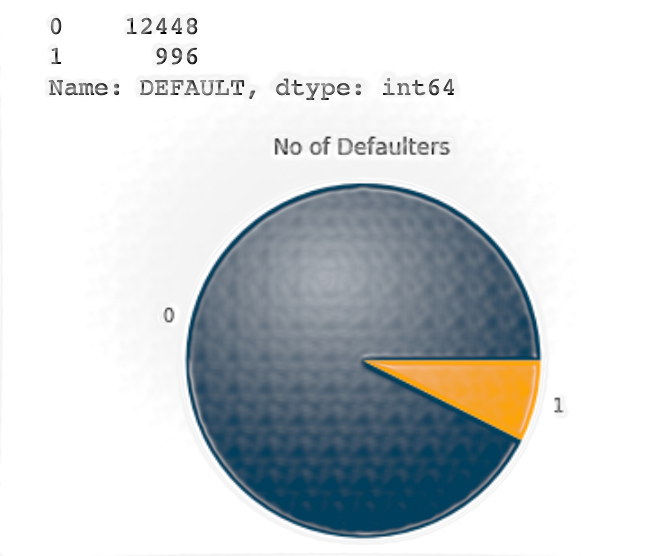 0    12448
1      996
Name: DEFAULT, dtype: int64
No of Defaulters
0
1